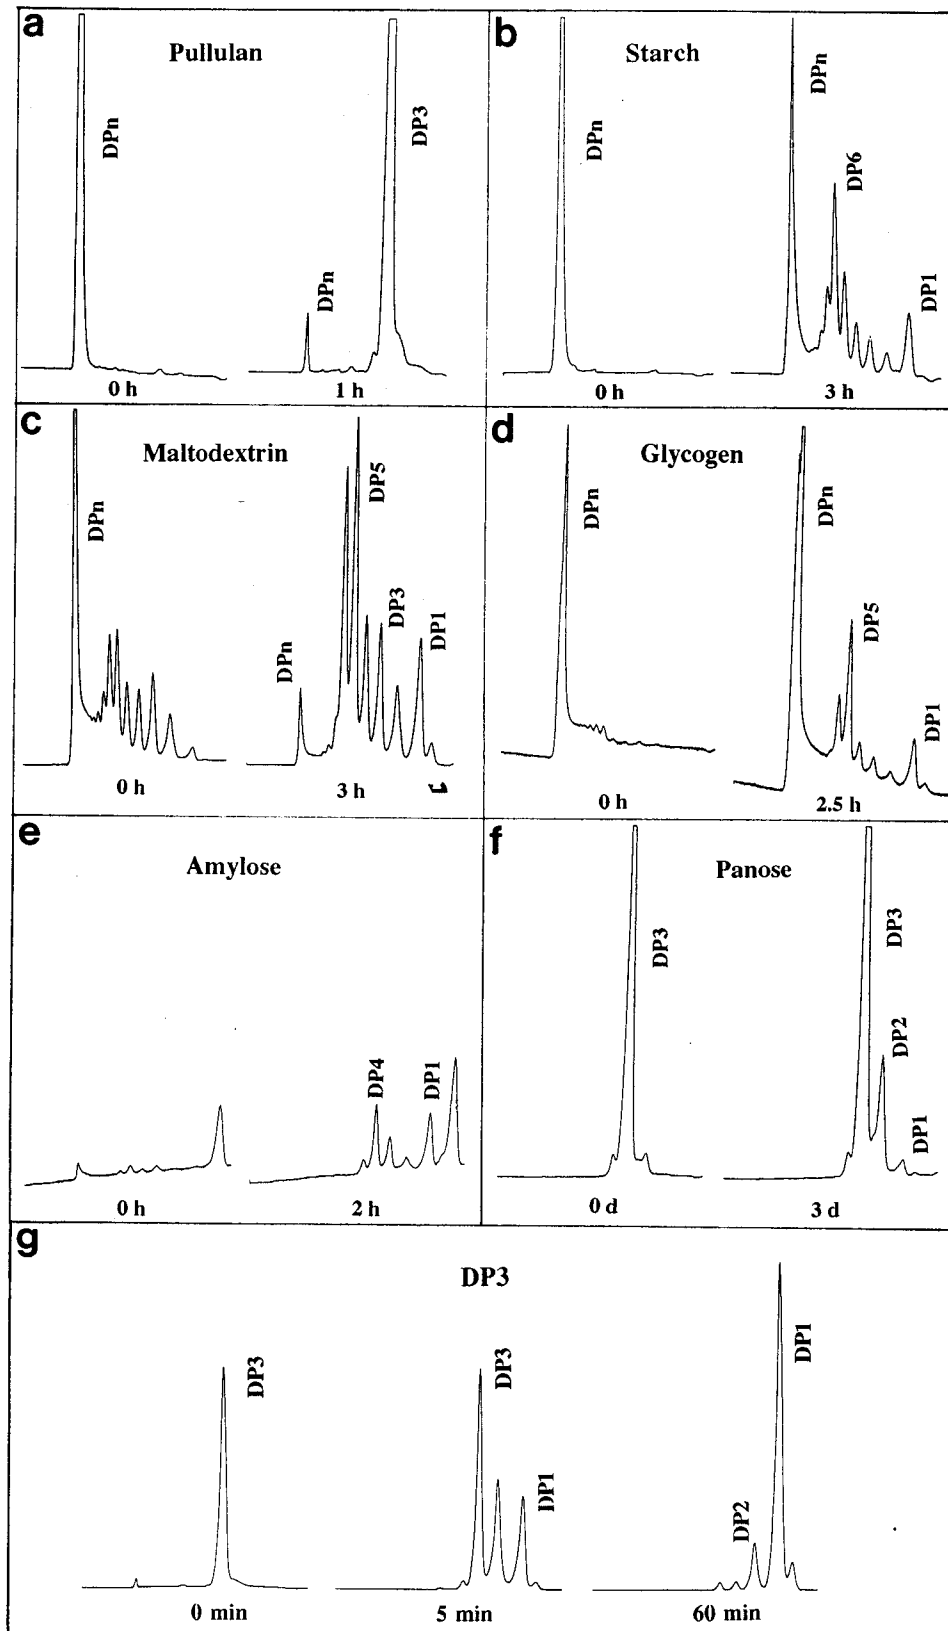 a
Pullulan
DPn
DPn
DP3
0 h
1 h
b
Starch
DPn
DPn
DP6
DP1
0 h
3 h
c
Maltodextrin
DPn
DPn
DP5
DP3
DP1
0 h
3 h
d
Glycogen
DPn
DPn
DP5
DP1
0 h
2.5 h
e
Amylose
DP4
DP1
0 h
2 h
f
Panose
DP3
DP3
DP2
DP1
0 d
3 d
g
DP3
DP3
DP3
DP1
DP2
DP1
0 min
5 min
60 min